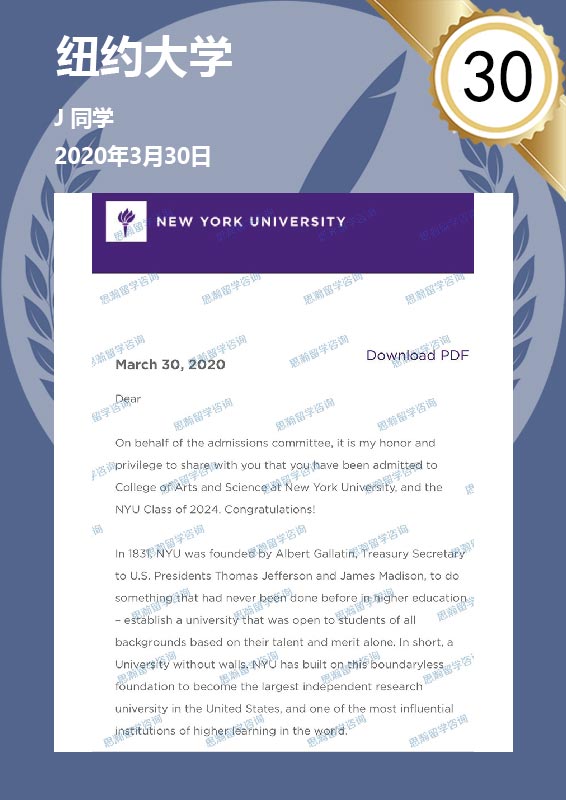 纽约大学
30
J 同学
2020年3月30日
NEW YORK UNIVERSITY
Download PDF
March 30, 2020
Dear
On behalf of the admissions committee, it is my honor and
privilege to share with you that you have been admitted to
College of Arts and Science at New York University, and the
NYU Class of 2024. Congratulations!
In 1831, NYU was founded by Albert Gallatin, Treasury Secretary
to U.S. Presidents Thomas Jefferson and James Madison, to do
something that had never been done before in higher education
– establish a university that was open to students of all
backgrounds based on their talent and merit alone. In short, a
University without walls. NYU has built on this boundaryless
foundation to become the largest independent research
university in the United States, and one of the most influential
institutions of higher learning in the world.
思瀚留学咨询